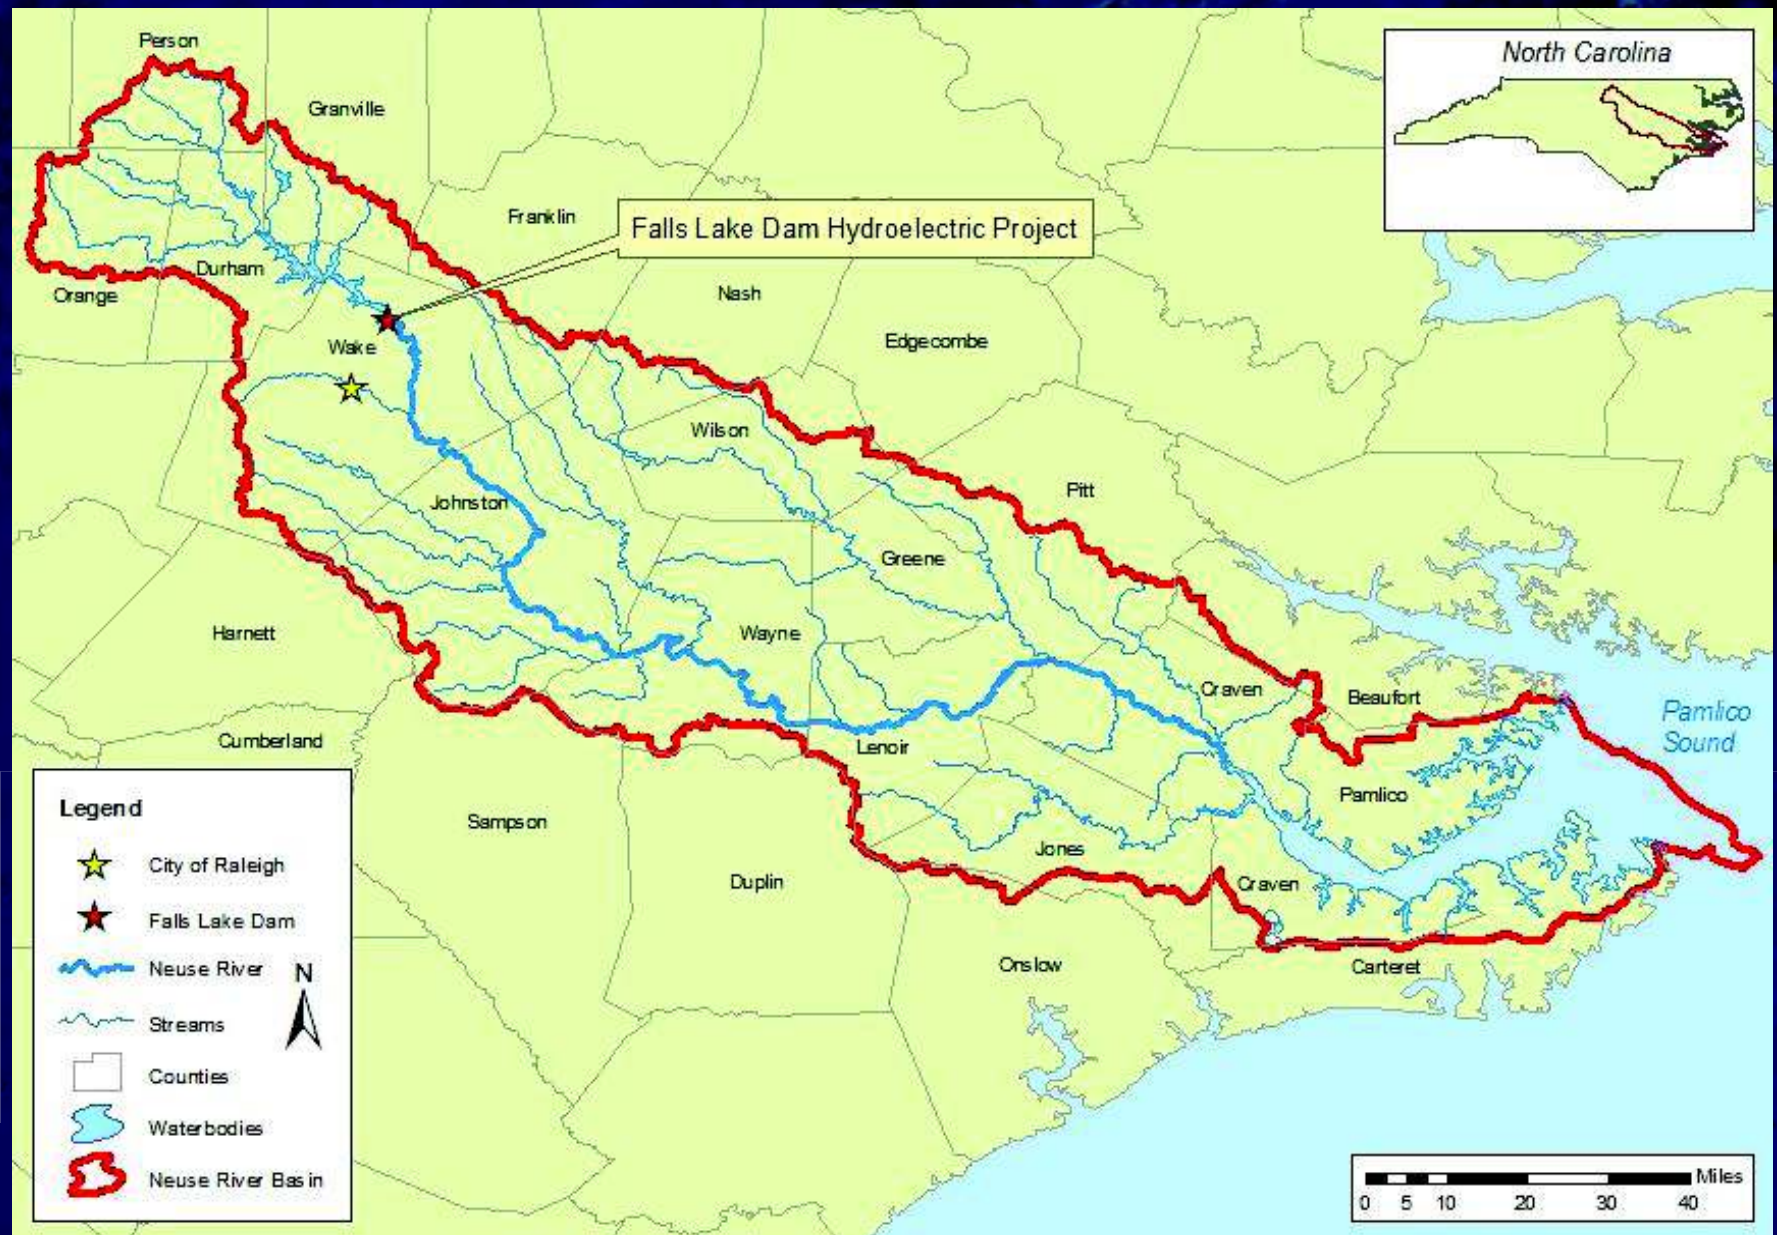 Person
Granville
North Carolina
Franklin
Falls Lake Dam Hydroelectric Project
Durham
Orange
Nash
Edgecombe
Wake
Wilson
Pitt
Johnston
Greene
Harnett
Wayne
Craven
Beaufort
Pamlico
Sound
Cumberland
Lenoir
Pamlico
Sampson
Jones
Duplin
Craven
Onslow
Carteret
Legend
City of Raleigh
Falls Lake Dam
Neuse River
N
Streams
Counties
Waterbodies
Neuse River Basin
Miles
0 5 10 20 30 40